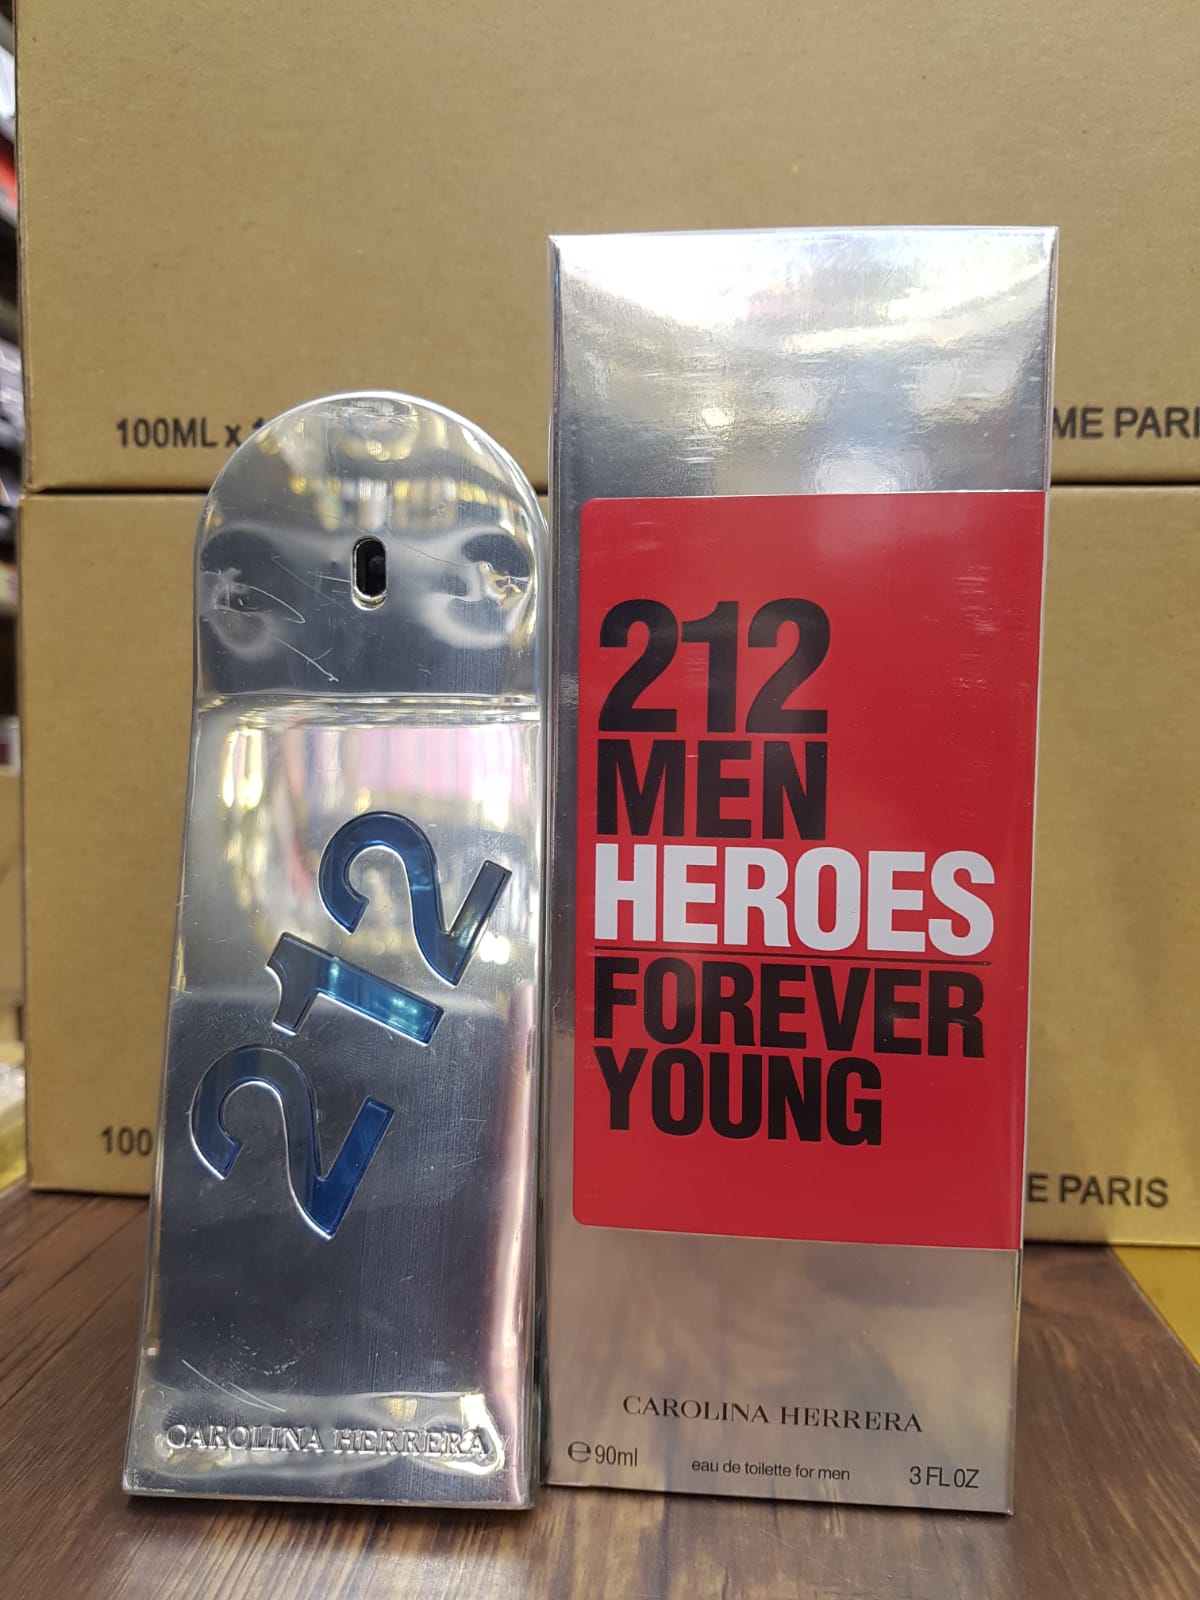 100ML x
ME PARI
212
CAROLINA HERRERA
212
MEN
HEROES
FOREVER
YOUNG
CAROLINA HERRERA
e 90ml
eau de toilette for men
3 FL OZ
100
E PARIS